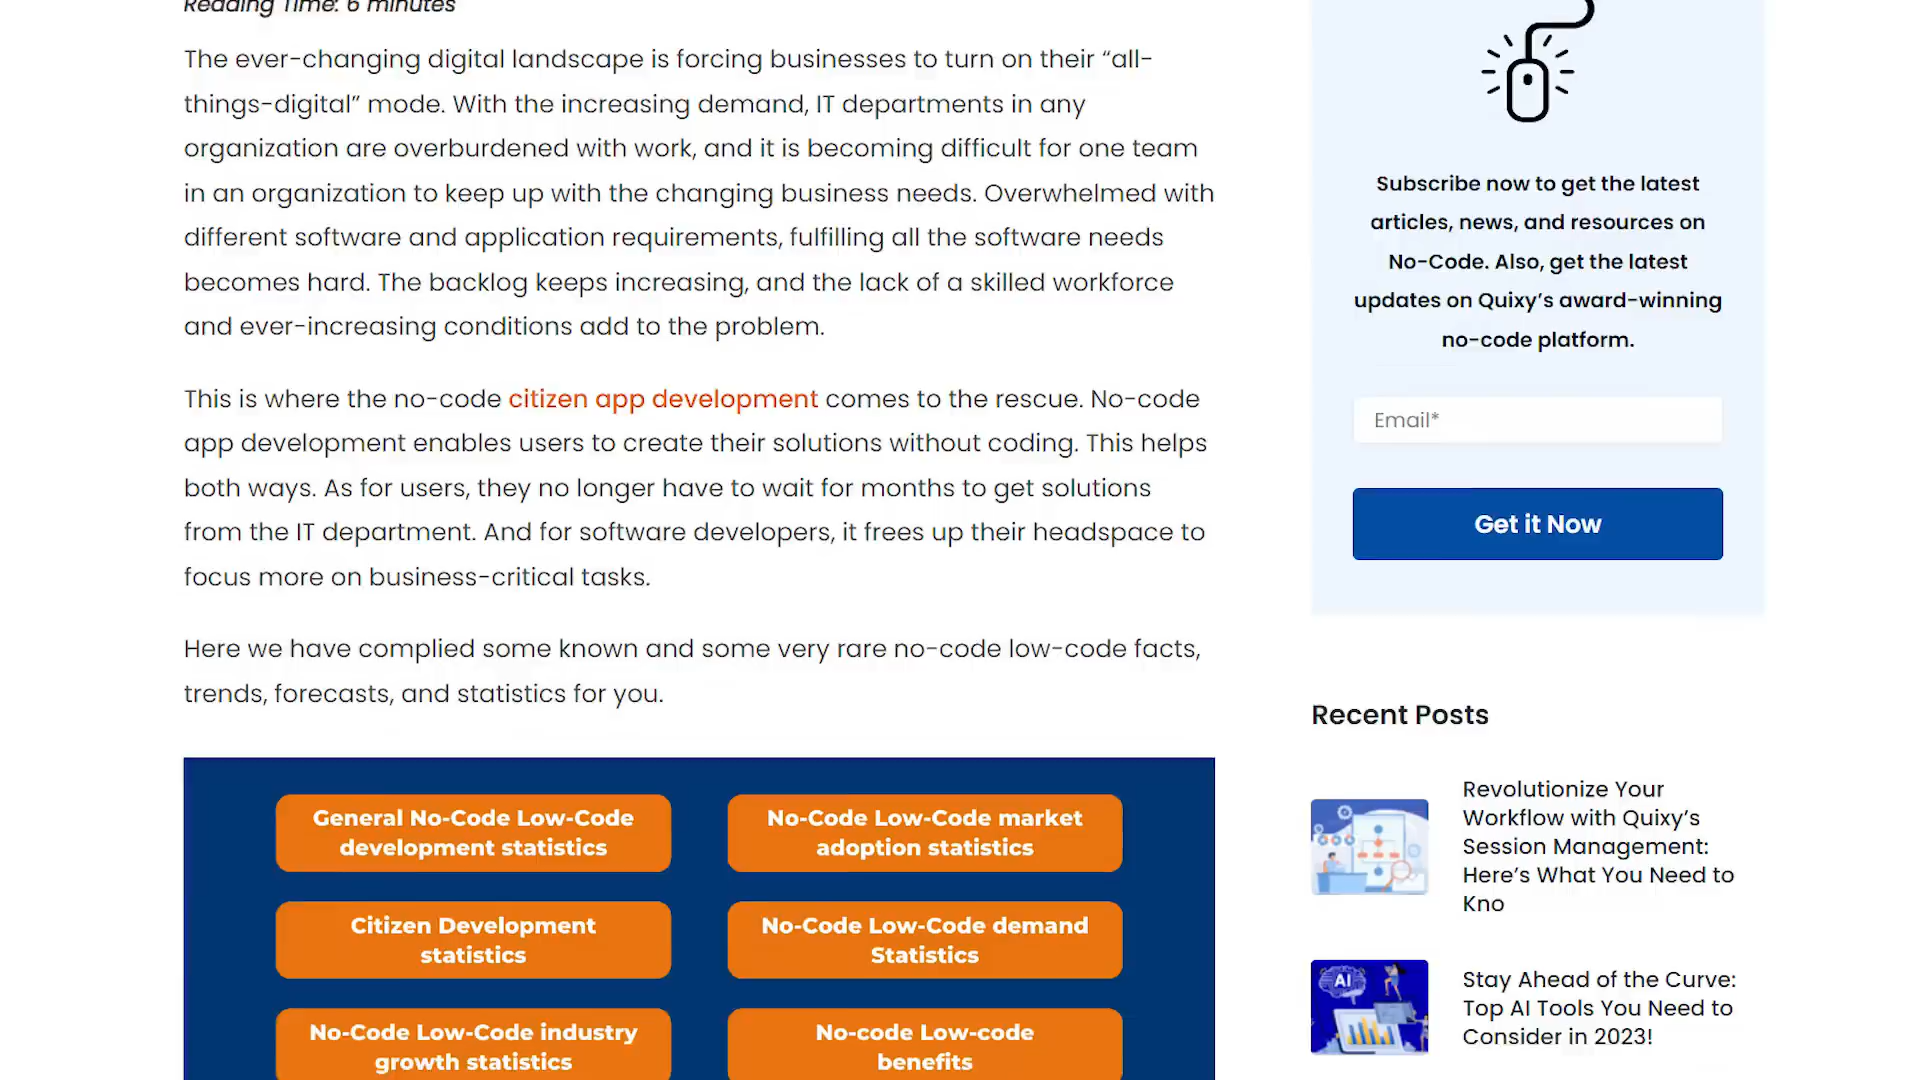 Reading Time: 6 minutes
The ever-changing digital landscape is forcing businesses to turn on their “all-
things-digital” mode. With the increasing demand, IT departments in any
organization are overburdened with work, and it is becoming difficult for one team
in an organization to keep up with the changing business needs. Overwhelmed with
different software and application requirements, fulfilling all the software needs
becomes hard. The backlog keeps increasing, and the lack of a skilled workforce
and ever-increasing conditions add to the problem.
This is where the no-code citizen app development comes to the rescue. No-code
app development enables users to create their solutions without coding. This helps
both ways. As for users, they no longer have to wait for months to get solutions
from the IT department. And for software developers, it frees up their headspace to
focus more on business-critical tasks.
Here we have complied some known and some very rare no-code low-code facts,
trends, forecasts, and statistics for you.
General No-Code Low-Code
development statistics
No-Code Low-Code market
adoption statistics
Citizen Development
statistics
No-Code Low-Code demand
Statistics
No-Code Low-Code industry
growth statistics
No-code Low-code
benefits
Subscribe now to get the latest
articles, news, and resources on
No-Code. Also, get the latest
updates on Quixy’s award-winning
no-code platform.
Email*
Get it Now
Recent Posts
Revolutionize Your
Workflow with Quixy’s
Session Management:
Here’s What You Need to
Kno
AI
Stay Ahead of the Curve:
Top AI Tools You Need to
Consider in 2023!